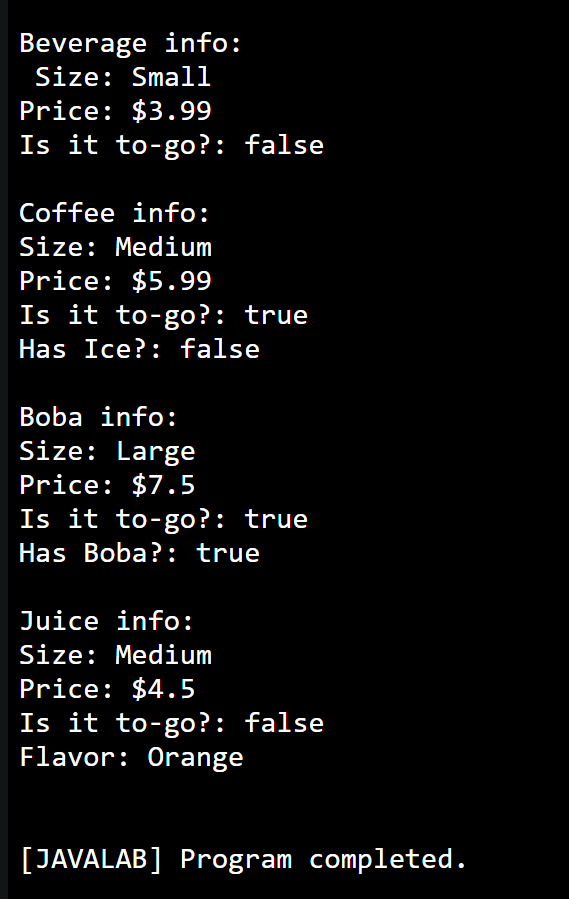 Beverage info:
 Size: Small
Price: $3.99
Is it to-go?: false

Coffee info:
Size: Medium
Price: $5.99
Is it to-go?: true
Has Ice?: false

Boba info:
Size: Large
Price: $7.5
Is it to-go?: true
Has Boba?: true

Juice info:
Size: Medium
Price: $4.5
Is it to-go?: false
Flavor: Orange

[JAVALAB] Program completed.